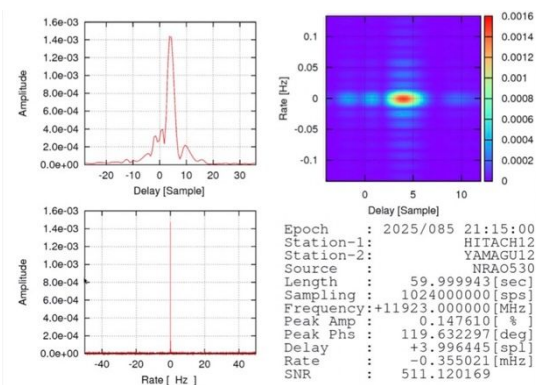 1.6e-03
1.4e-03
1.2e-03
1.0e-03
8.0e-04
6.0e-04
4.0e-04
2.0e-04
0.0e+00
Amplitude
-20 -10 0 10 20 30
Delay [Sample]
0.1
0.05
0
-0.05
-0.1
Rate [Hz]
0 5 10
Delay [Sample]
0.0016
0.0014
0.0012
0.001
0.0008
0.0006
0.0004
0.0002
0
1.6e-03
1.4e-03
1.2e-03
1.0e-03
8.0e-04
6.0e-04
4.0e-04
2.0e-04
0.0e+00
Amplitude
-40 -20 0 20 40
Rate [ Hz ]
Epoch : 2025/085 21:15:00
Station-1: HITACH12
Station-2: YAMAGU12
Source : NRAO530
Length : 59.999943[sec]
Sampling : 1024000000[sps]
Frequency:+11923.000000[MHz]
Peak Amp : 0.147610[ % ]
Peak Phs : 119.632297[deg]
Delay : +3.996445[sp]
Rate : -0.355021[mHz]
SNR : 511.120169